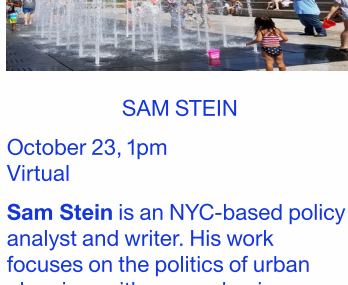 SAM STEIN
October 23, 1pm
Virtual
Sam Stein is an NYC-based policy
analyst and writer. His work
focuses on the politics of urban